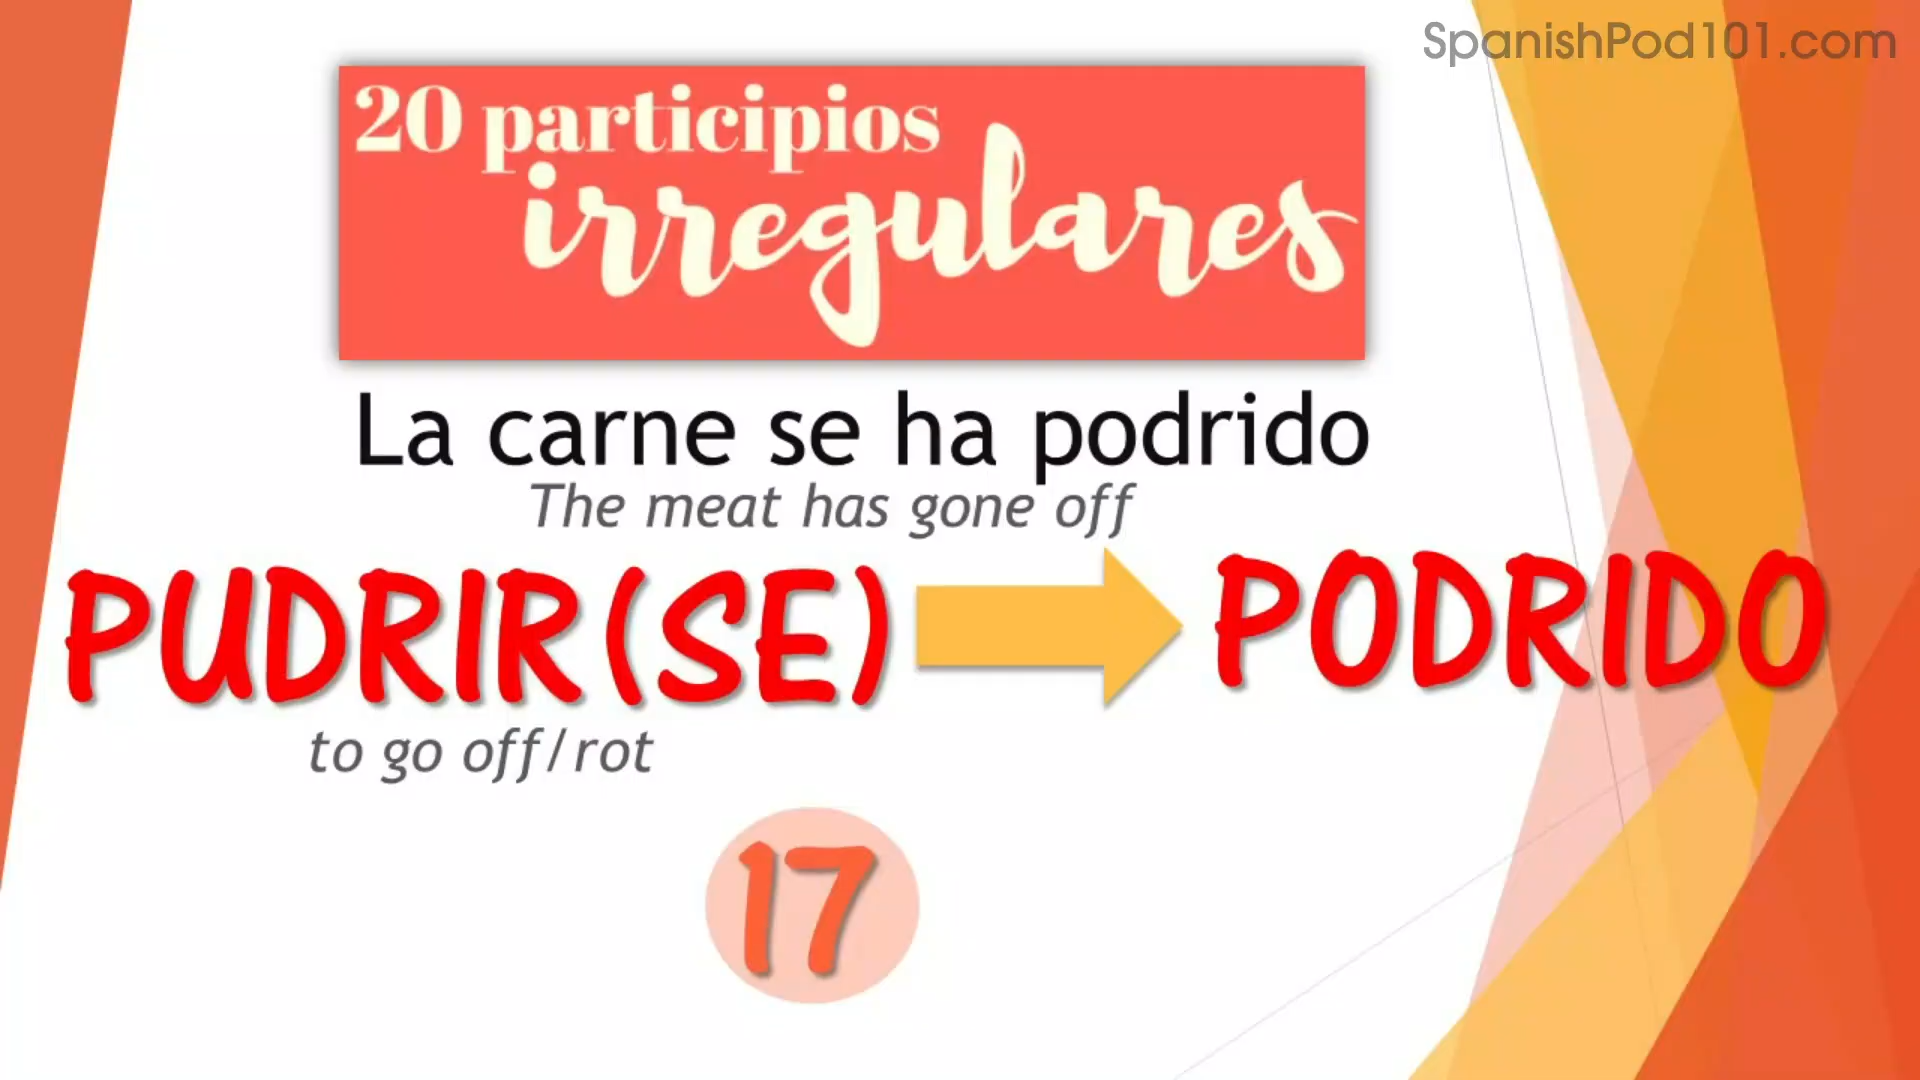 SpanishPod101.com
20 participios
irregulares
La carne se ha podrido
The meat has gone off
PUDRIR(SE) PODRIDO
to go off/rot
17